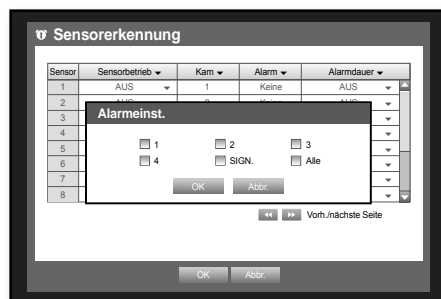 Sensorerkennung
Sensor Sensorbetrieb Kam Alarm Alarmdauer
1 AUS 1 Keine AUS
2
3
4
5
6
7
8
Alarmeinst.
1 2 3
4 SIGN. Alle
OK Abbr.
Vorh./nächste Seite
OK Abbr.